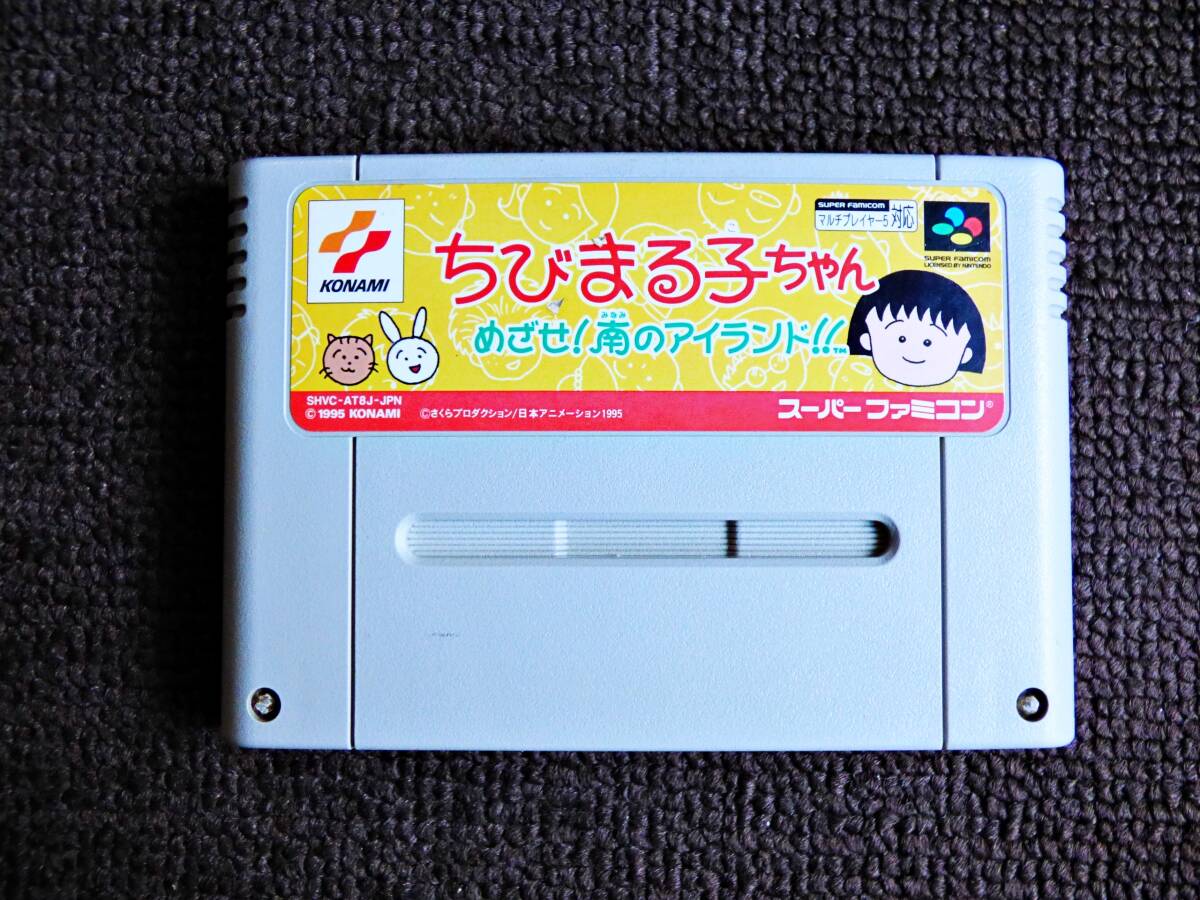 KONAMI
SUPER FAMICOM
マルチプレイヤー5 対応
SUPER FAMICOM
LICENSED BY NINTENDO
ちびまる子ちゃん
みなみ
めざせ!南のアイランド!!™
SHVC-AT8J-JPN
©1995 KONAMI
©さくらプロダクション/日本アニメーション1995
スーパーファミコン®